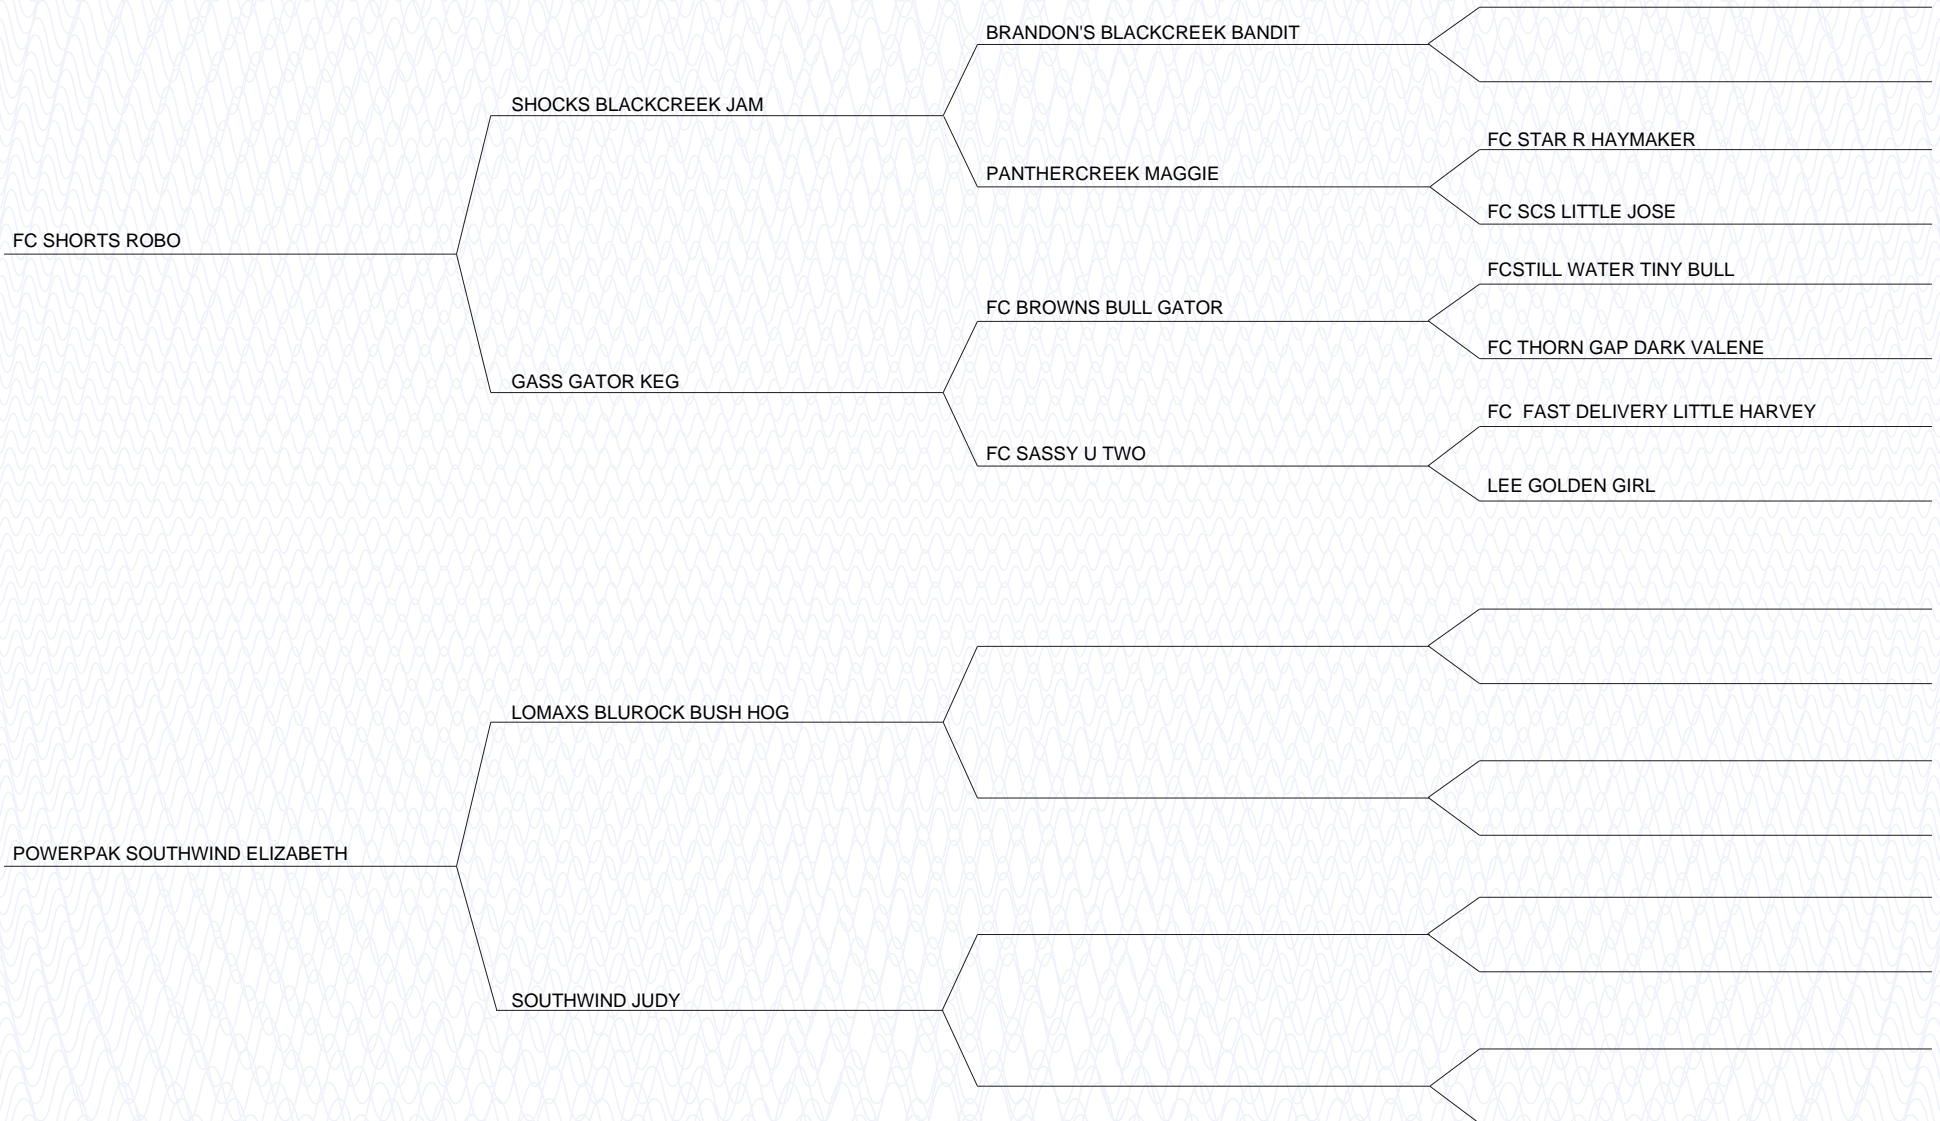 BRANDON'S BLACKCREEK BANDIT
SHOCKS BLACKCREEK JAM
FC STAR R HAYMAKER
PANTHERCREEK MAGGIE
FC SCS LITTLE JOSE
FC SHORTS ROBO
FCSTILL WATER TINY BULL
FC BROWNS BULL GATOR
FC THORN GAP DARK VALENE
GASS GATOR KEG
FC  FAST DELIVERY LITTLE HARVEY
FC SASSY U TWO
LEE GOLDEN GIRL
LOMAXS BLUROCK BUSH HOG
POWERPAK SOUTHWIND ELIZABETH
SOUTHWIND JUDY